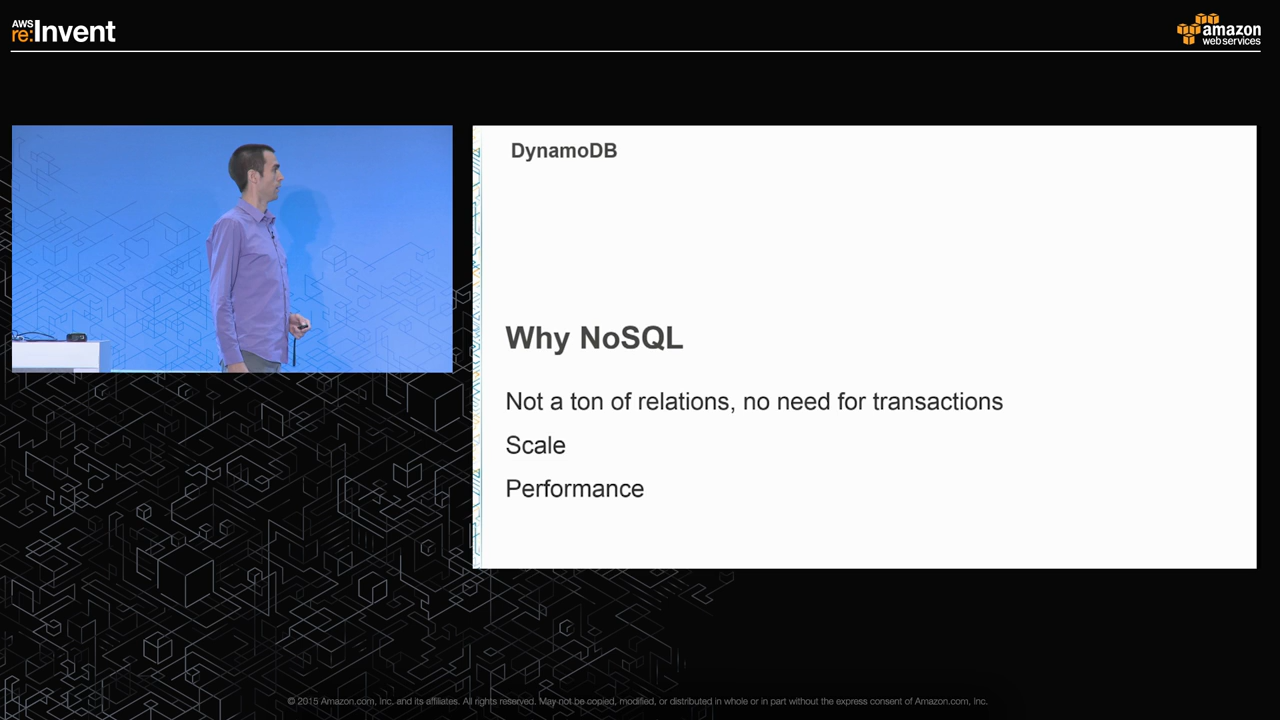 AWS
re:Invent
amazon
web services
DynamoDB
Why NoSQL
Not a ton of relations, no need for transactions
Scale
Performance
© 2015 Amazon.com, Inc. and its affiliates. All rights reserved. May not be copied, modified, or distributed in whole or in part without the express consent of Amazon.com, Inc.